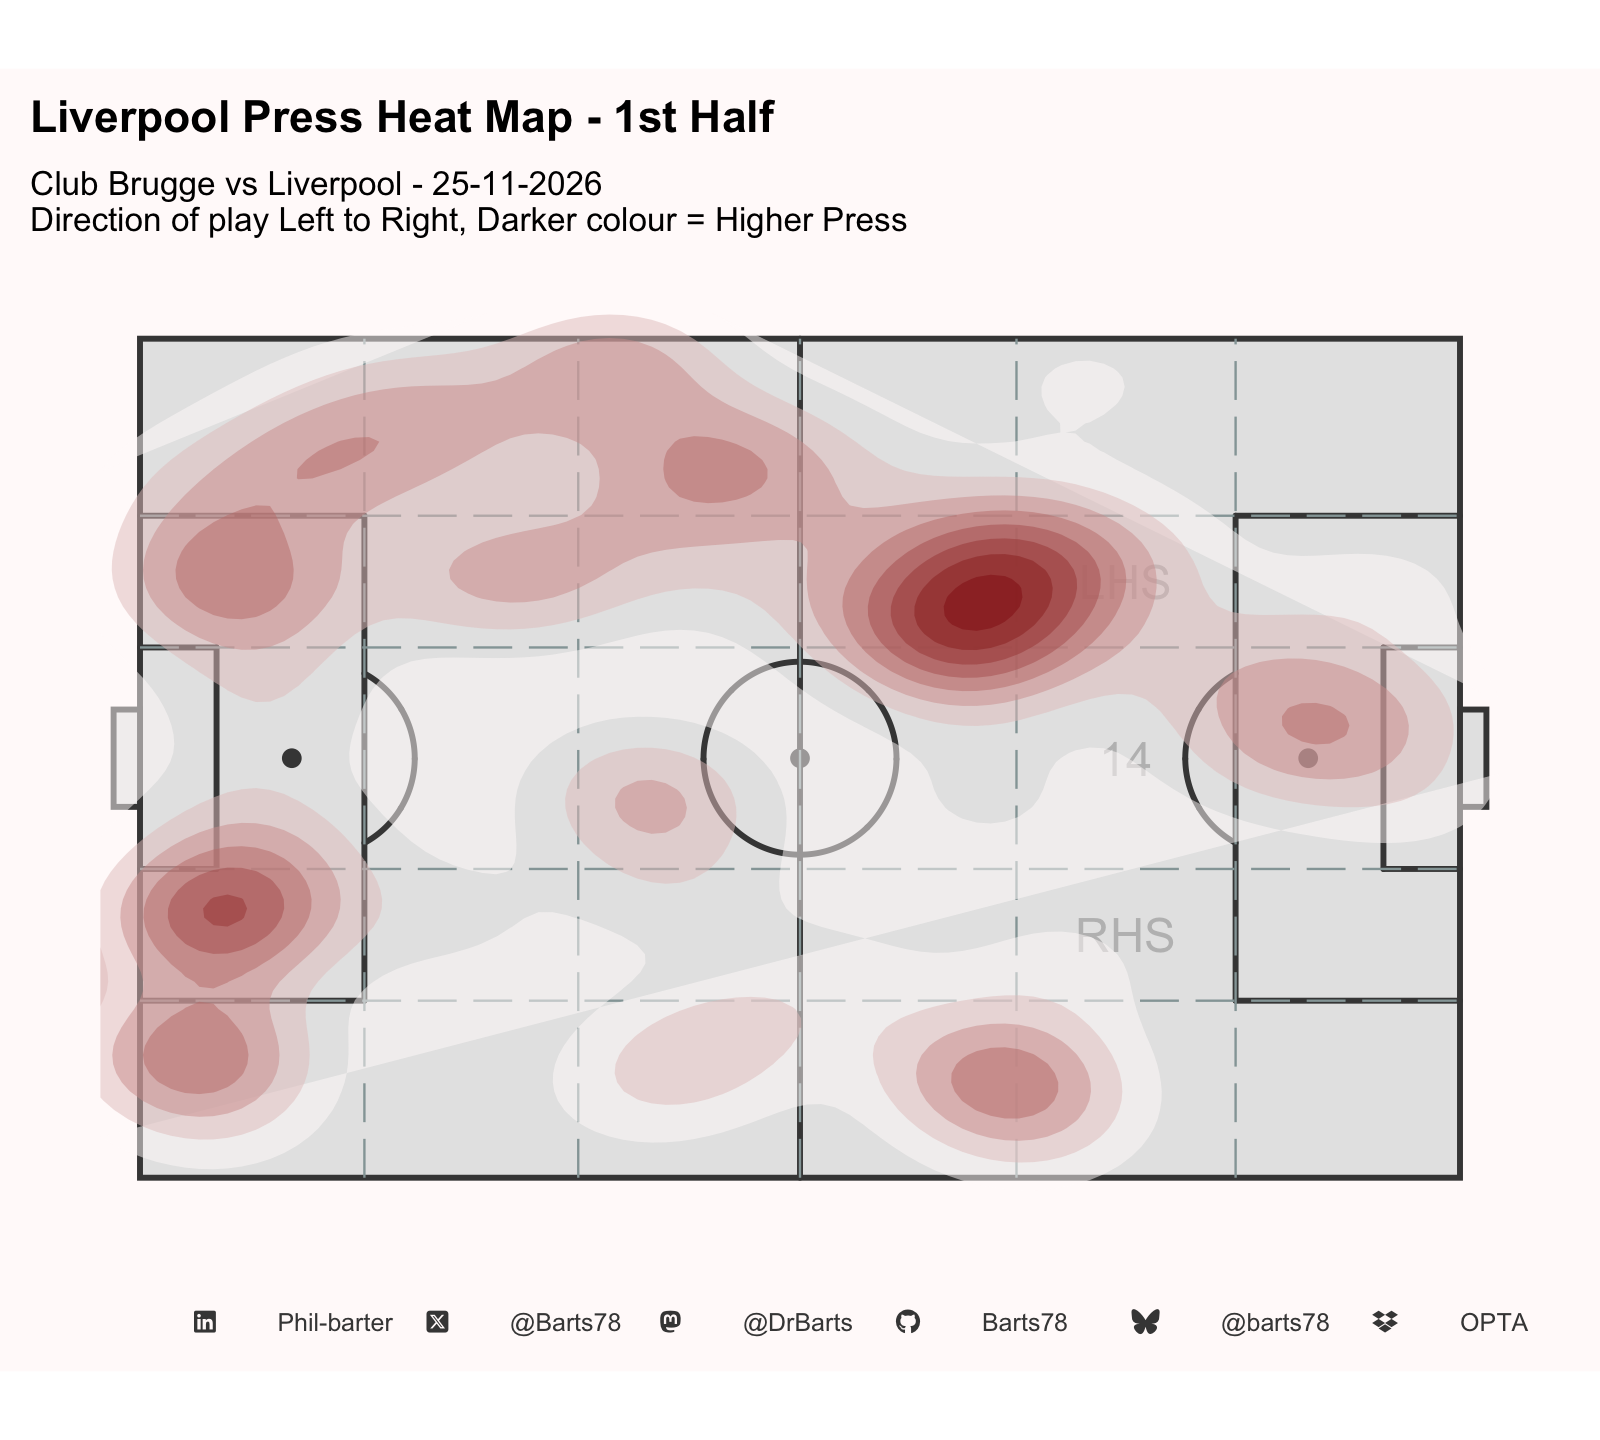 Liverpool Press Heat Map - 1st Half
Club Brugge vs Liverpool - 25-11-2026
Direction of play Left to Right, Darker colour = Higher Press
LHS
14
RHS
Phil-barter @Barts78 @DrBarts Barts78 @barts78 OPTA